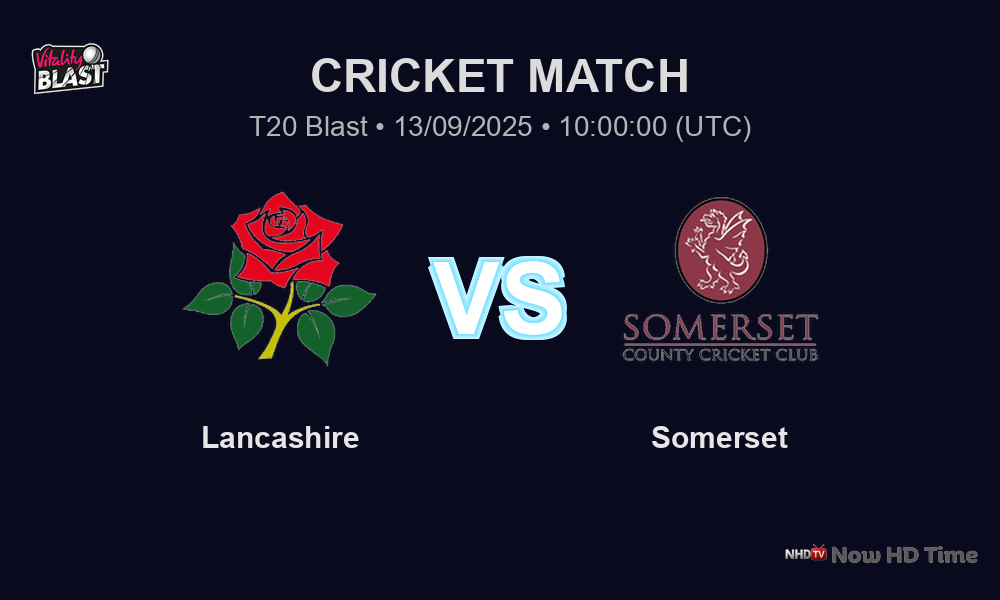 Vitality
BLAST
CRICKET MATCH
T20 Blast • 13/09/2025 • 10:00:00 (UTC)
VS
SOMERSET
COUNTY CRICKET CLUB
Lancashire
Somerset
NHDTV Now HD Time